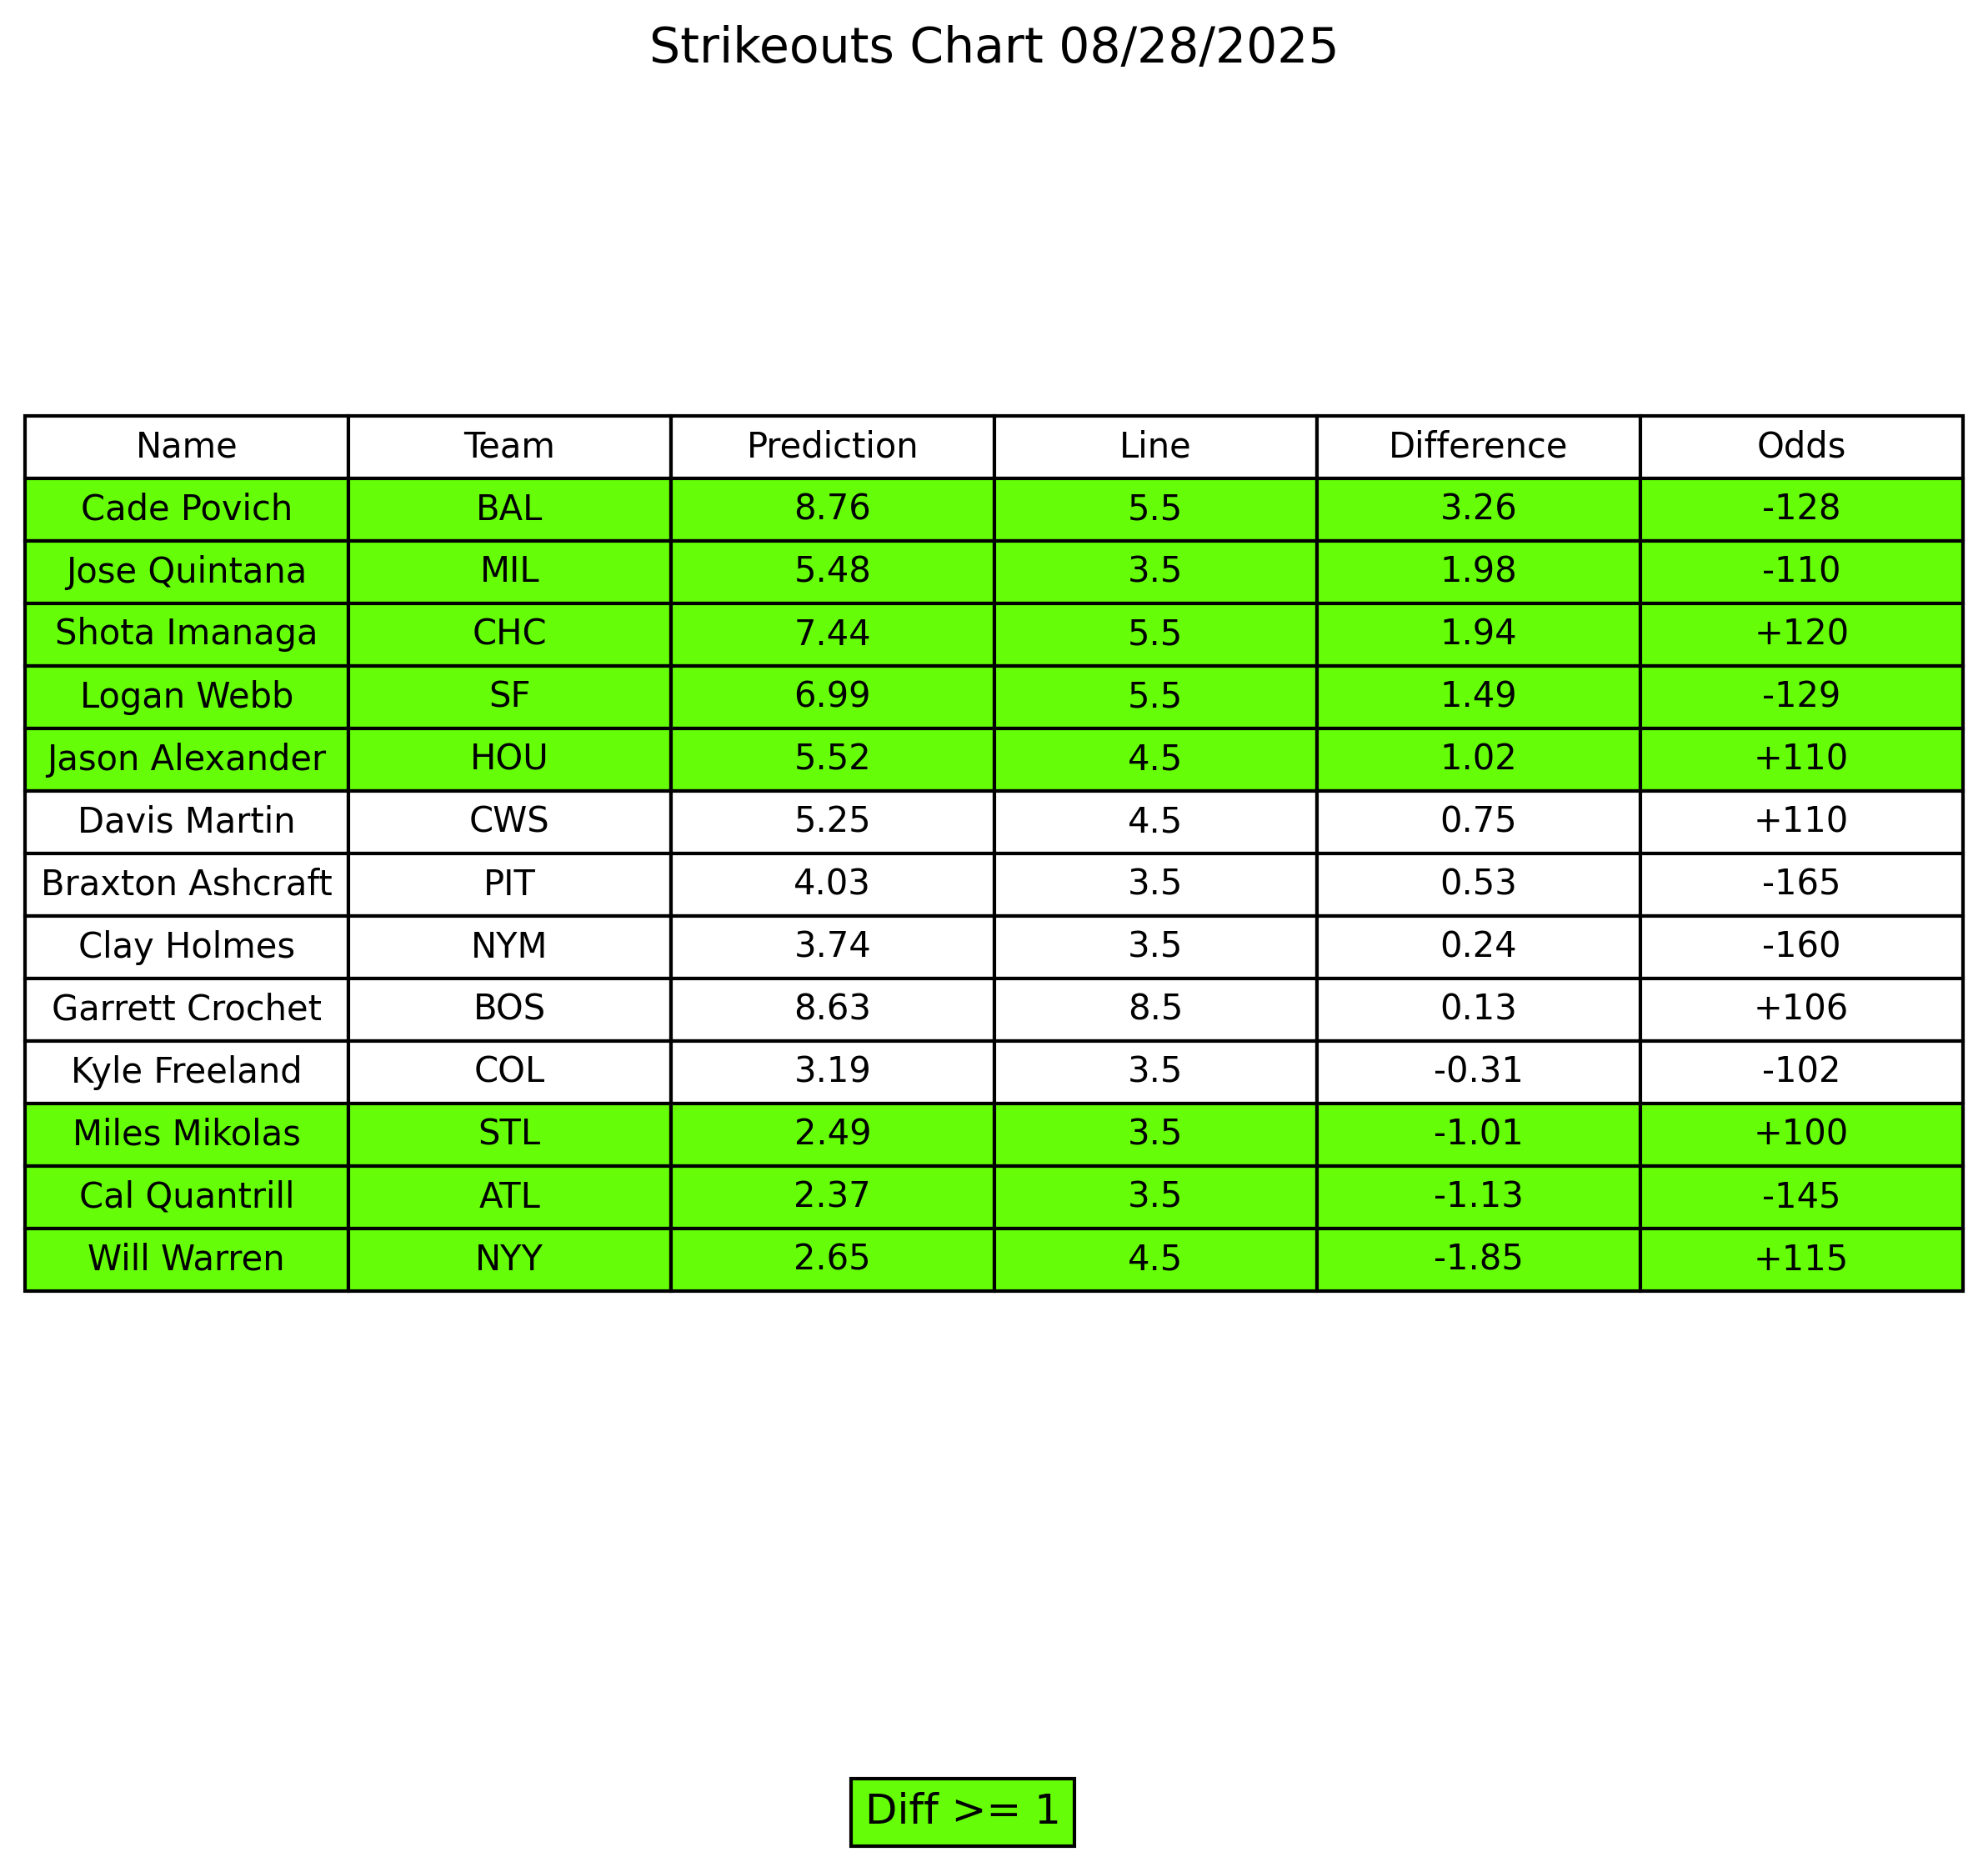 Strikeouts Chart 08/28/2025
Name Team Prediction Line Difference Odds
Cade Povich BAL 8.76 5.5 3.26 -128
Jose Quintana MIL 5.48 3.5 1.98 -110
Shota Imanaga CHC 7.44 5.5 1.94 +120
Logan Webb SF 6.99 5.5 1.49 -129
Jason Alexander HOU 5.52 4.5 1.02 +110
Davis Martin CWS 5.25 4.5 0.75 +110
Braxton Ashcraft PIT 4.03 3.5 0.53 -165
Clay Holmes NYM 3.74 3.5 0.24 -160
Garrett Crochet BOS 8.63 8.5 0.13 +106
Kyle Freeland COL 3.19 3.5 -0.31 -102
Miles Mikolas STL 2.49 3.5 -1.01 +100
Cal Quantrill ATL 2.37 3.5 -1.13 -145
Will Warren NYY 2.65 4.5 -1.85 +115
Diff >= 1